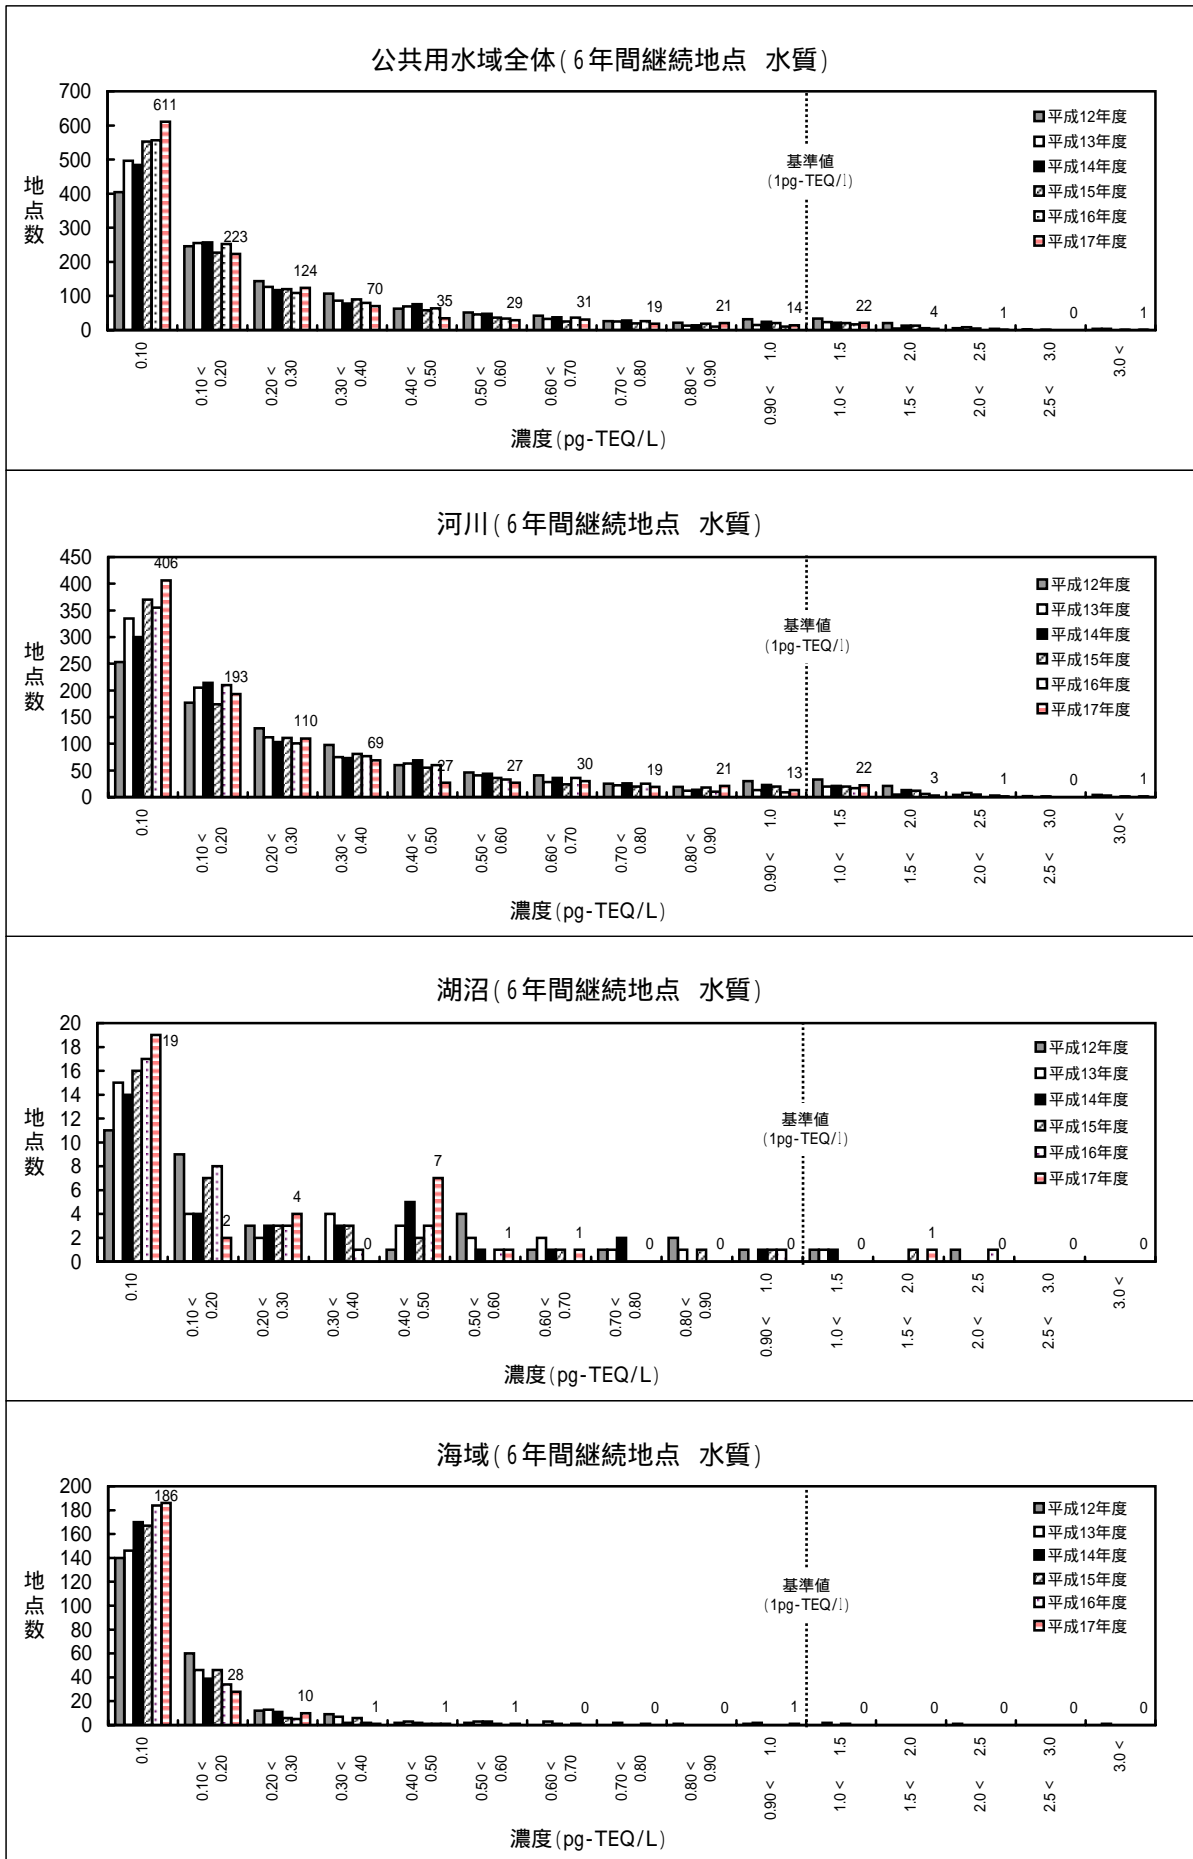 公共用水域全体(6年間継続地点 水質)
700
600
500
400
300
200
100
0
地点数
611
223
124
70
35
29
31
19
21
14
22
4
1
0
1
基準値
(1pg-TEQ/l)
平成12年度
平成13年度
平成14年度
平成15年度
平成16年度
平成17年度
0.10
0.10 < 0.20
0.20 < 0.30
0.30 < 0.40
0.40 < 0.50
0.50 < 0.60
0.60 < 0.70
0.70 < 0.80
0.80 < 0.90
0.90 < 1.0
1.0 < 1.5
1.5 < 2.0
2.0 < 2.5
2.5 < 3.0
3.0 <
濃度(pg-TEQ/L)
河川(6年間継続地点 水質)
450
400
350
300
250
200
150
100
50
0
地点数
406
193
110
69
27
27
30
19
21
13
22
3
1
0
1
基準値
(1pg-TEQ/l)
平成12年度
平成13年度
平成14年度
平成15年度
平成16年度
平成17年度
0.10
0.10 < 0.20
0.20 < 0.30
0.30 < 0.40
0.40 < 0.50
0.50 < 0.60
0.60 < 0.70
0.70 < 0.80
0.80 < 0.90
0.90 < 1.0
1.0 < 1.5
1.5 < 2.0
2.0 < 2.5
2.5 < 3.0
3.0 <
濃度(pg-TEQ/L)
湖沼(6年間継続地点 水質)
20
18
16
14
12
10
8
6
4
2
0
地点数
19
2
4
0
7
1
1
0
0
0
0
1
0
0
0
基準値
(1pg-TEQ/l)
平成12年度
平成13年度
平成14年度
平成15年度
平成16年度
平成17年度
0.10
0.10 < 0.20
0.20 < 0.30
0.30 < 0.40
0.40 < 0.50
0.50 < 0.60
0.60 < 0.70
0.70 < 0.80
0.80 < 0.90
0.90 < 1.0
1.0 < 1.5
1.5 < 2.0
2.0 < 2.5
2.5 < 3.0
3.0 <
濃度(pg-TEQ/L)
海域(6年間継続地点 水質)
200
180
160
140
120
100
80
60
40
20
0
地点数
186
28
10
1
1
1
0
0
0
1
0
0
0
0
0
基準値
(1pg-TEQ/l)
平成12年度
平成13年度
平成14年度
平成15年度
平成16年度
平成17年度
0.10
0.10 < 0.20
0.20 < 0.30
0.30 < 0.40
0.40 < 0.50
0.50 < 0.60
0.60 < 0.70
0.70 < 0.80
0.80 < 0.90
0.90 < 1.0
1.0 < 1.5
1.5 < 2.0
2.0 < 2.5
2.5 < 3.0
3.0 <
濃度(pg-TEQ/L)